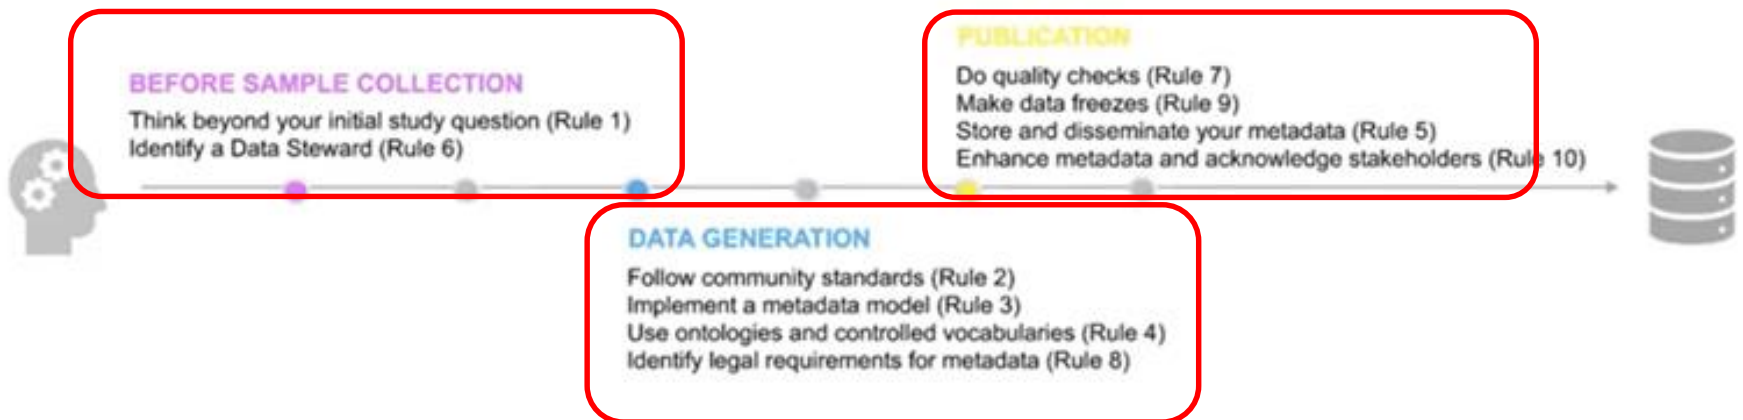 BEFORE SAMPLE COLLECTION
Think beyond your initial study question (Rule 1)
Identify a Data Steward (Rule 6)
PUBLICATION
Do quality checks (Rule 7)
Make data freezes (Rule 9)
Store and disseminate your metadata (Rule 5)
Enhance metadata and acknowledge stakeholders (Rule 10)
DATA GENERATION
Follow community standards (Rule 2)
Implement a metadata model (Rule 3)
Use ontologies and controlled vocabularies (Rule 4)
Identify legal requirements for metadata (Rule 8)